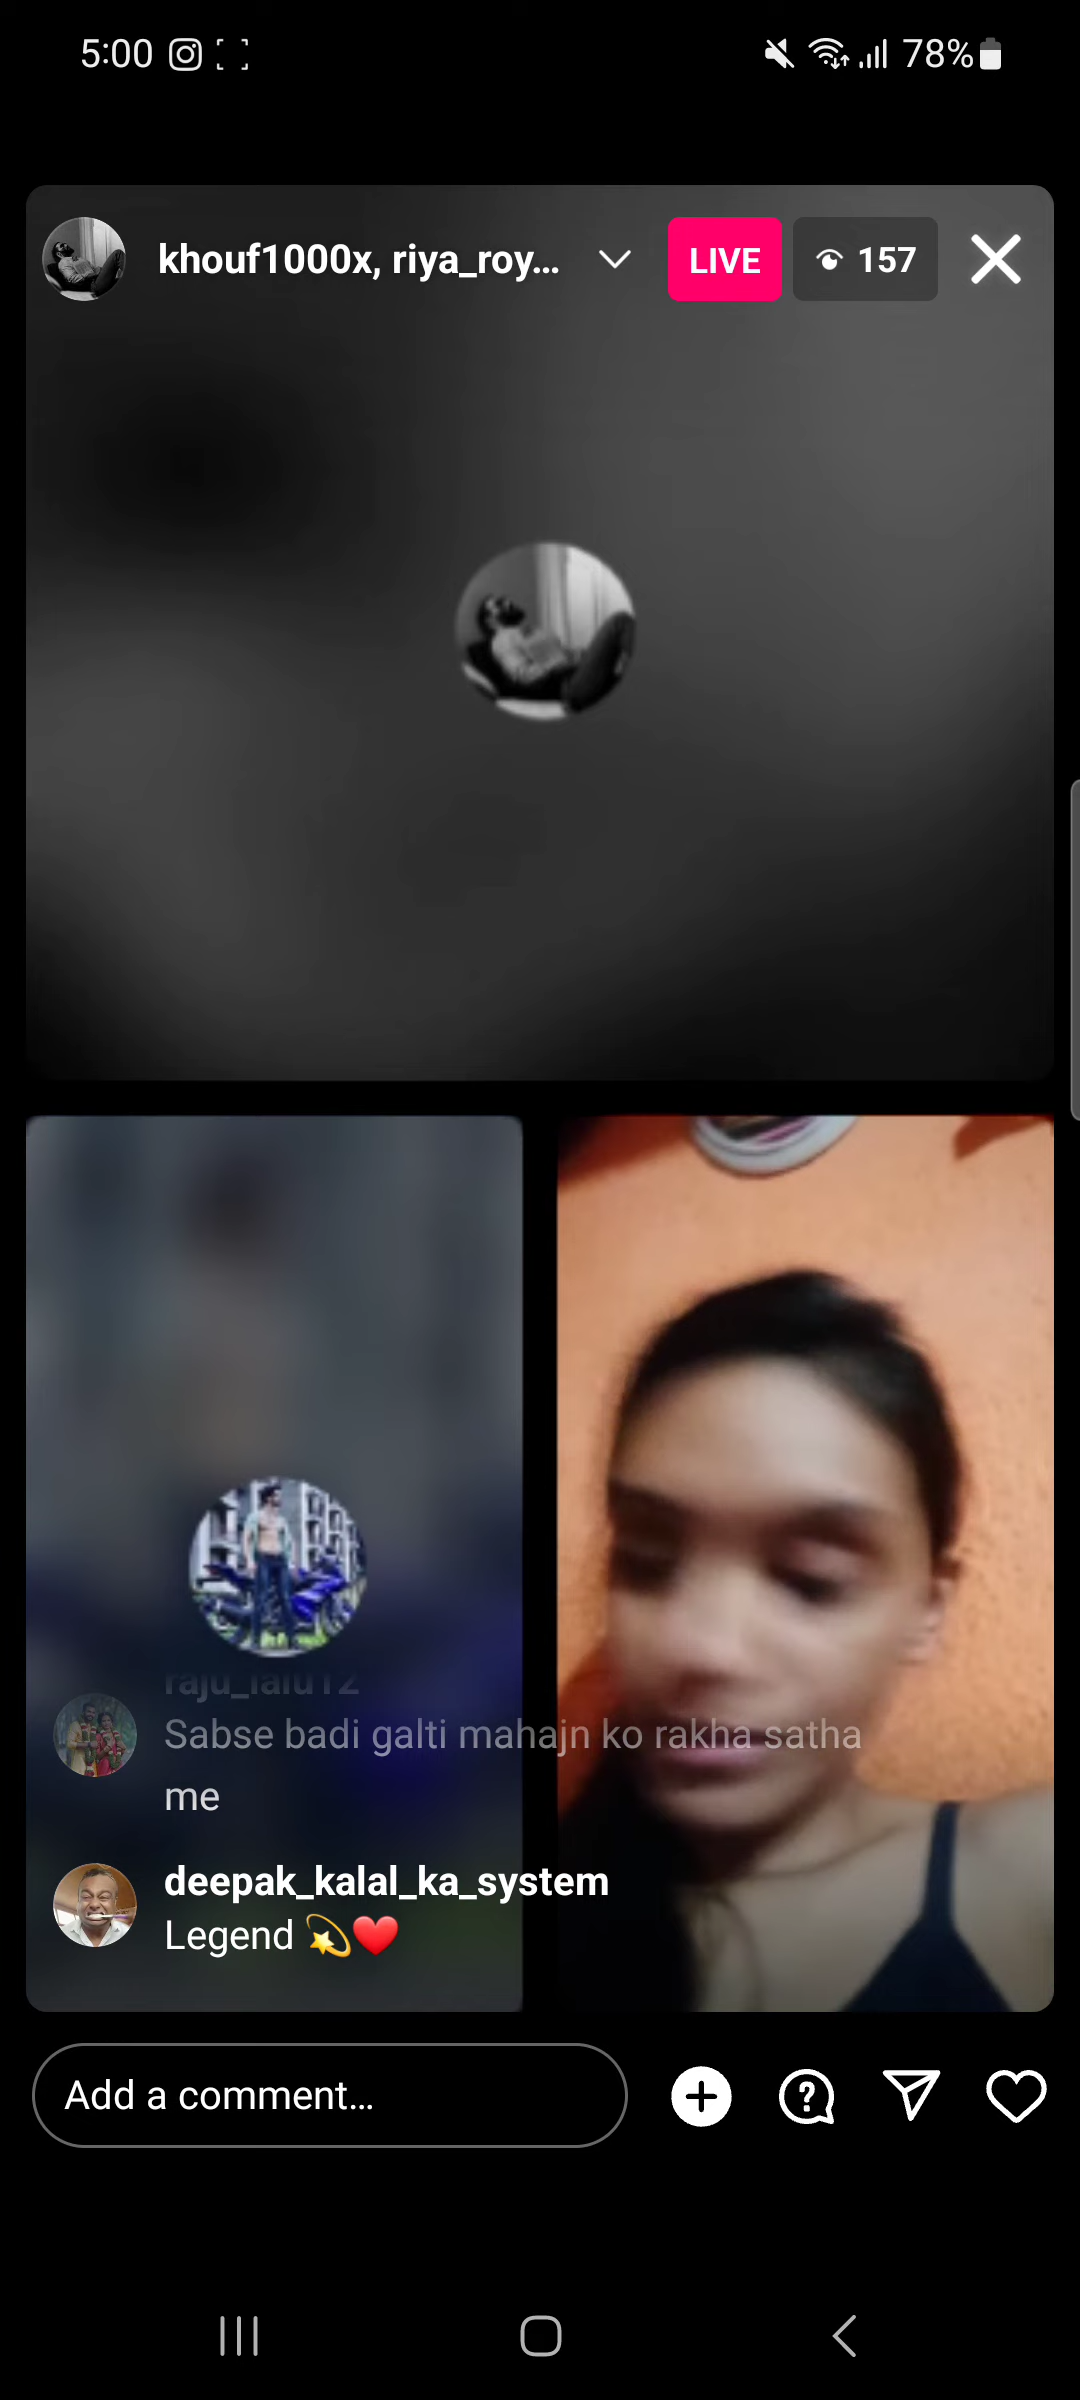 5:00
78%
khouf1000x, riya_roy...
LIVE
157
raju_lalu12
Sabse badi galti mahajn ko rakha satha
me
deepak_kalal_ka_system
Legend 💫❤️
Add a comment...